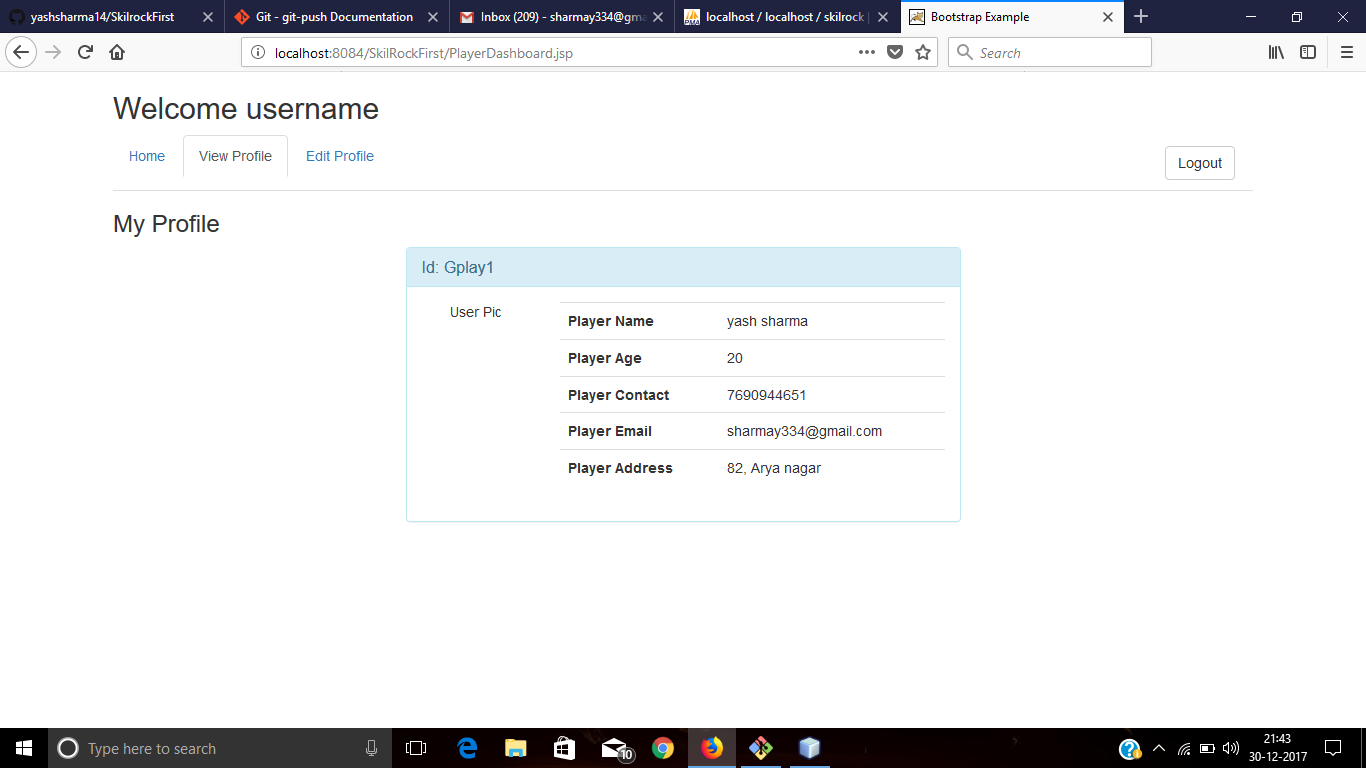 yashsharma14/SkilrockFirst
Git - git-push Documentation
Inbox (209) - sharmay334@gma
localhost / localhost / skilrock |
Bootstrap Example
localhost:8084/SkilRockFirst/PlayerDashboard.jsp
Search
Welcome username
Home
View Profile
Edit Profile
Logout
My Profile
Id: Gplay1
User Pic
Player Name yash sharma
Player Age 20
Player Contact 7690944651
Player Email sharmay334@gmail.com
Player Address 82, Arya nagar
Type here to search
10
21:43
30-12-2017